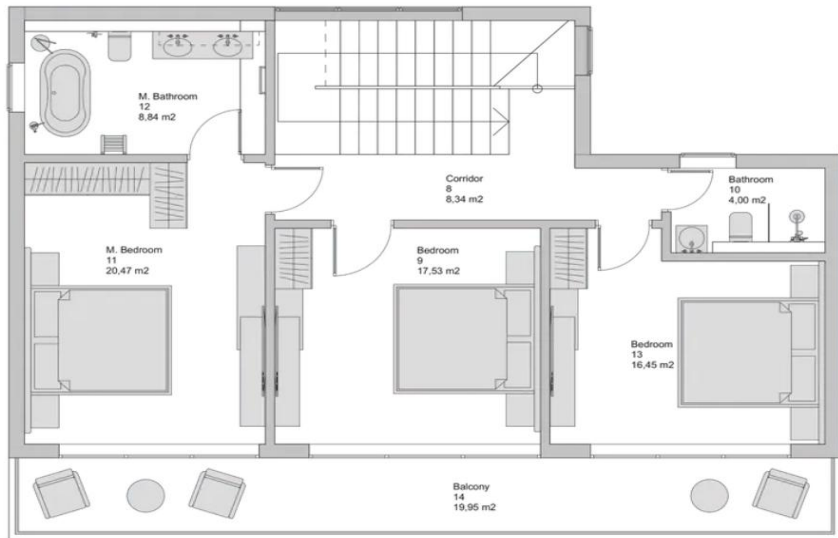 M. Bathroom
12
8,84 m2
Corridor
8
8,34 m2
Bathroom
10
4,00 m2
M. Bedroom
11
20,47 m2
Bedroom
9
17,53 m2
Bedroom
13
16,45 m2
Balcony
14
19,95 m2